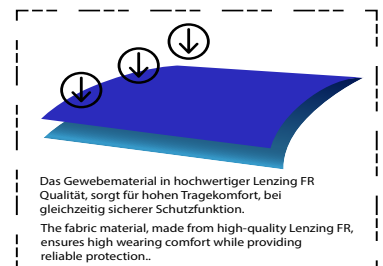 Das Gewebematerial in hochwertiger Lenzing FR
Qualität, sorgt für hohen Tragekomfort, bei
gleichzeitig sicherer Schutzfunktion.
The fabric material, made from high-quality Lenzing FR,
ensures high wearing comfort while providing
reliable protection..